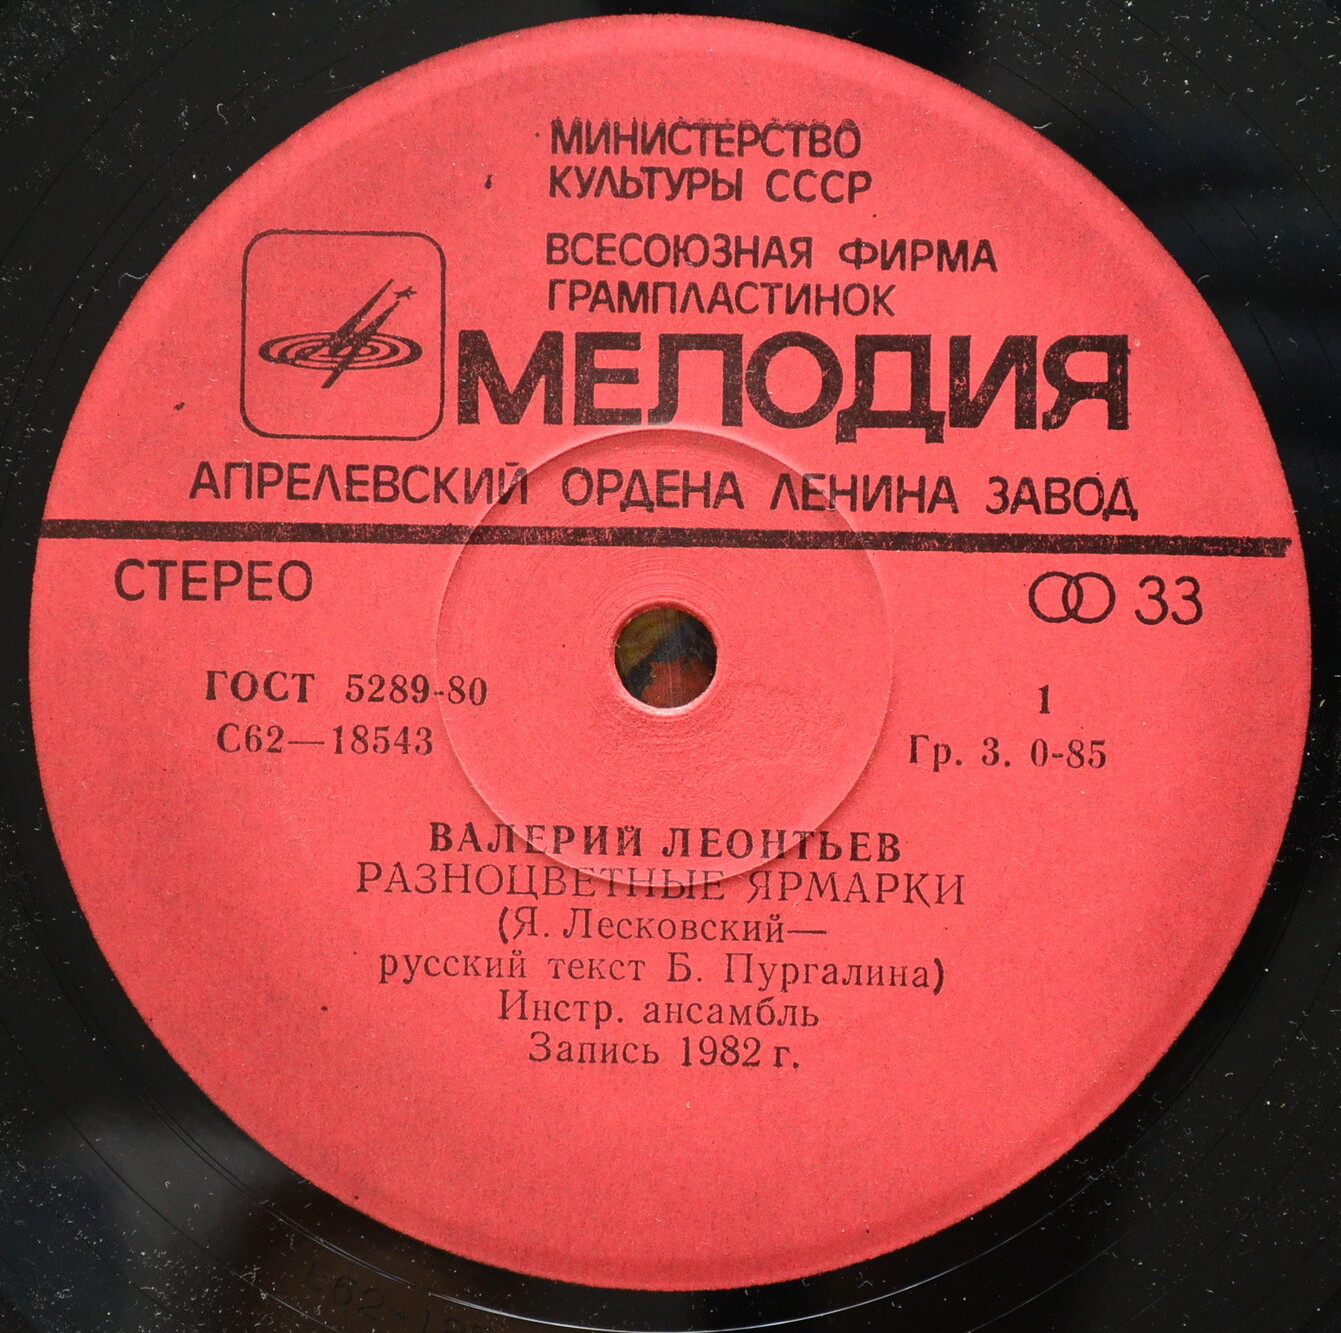 МИНИСТЕРСТВО
КУЛЬТУРЫ СССР
ВСЕСОЮЗНАЯ ФИРМА
ГРАМПЛАСТИНОК
МЕЛОДИЯ
АПРЕЛЕВСКИЙ ОРДЕНА ЛЕНИНА ЗАВОД
СТЕРЕО
33
ГОСТ 5289-80
1
С62—18543
Гр. 3. 0-85
ВАЛЕРИЙ ЛЕОНТЬЕВ
РАЗНОЦВЕТНЫЕ ЯРМАРКИ
(Я. Лесковский—
русский текст Б. Пургалина)
Инстр. ансамбль
Запись 1982 г.